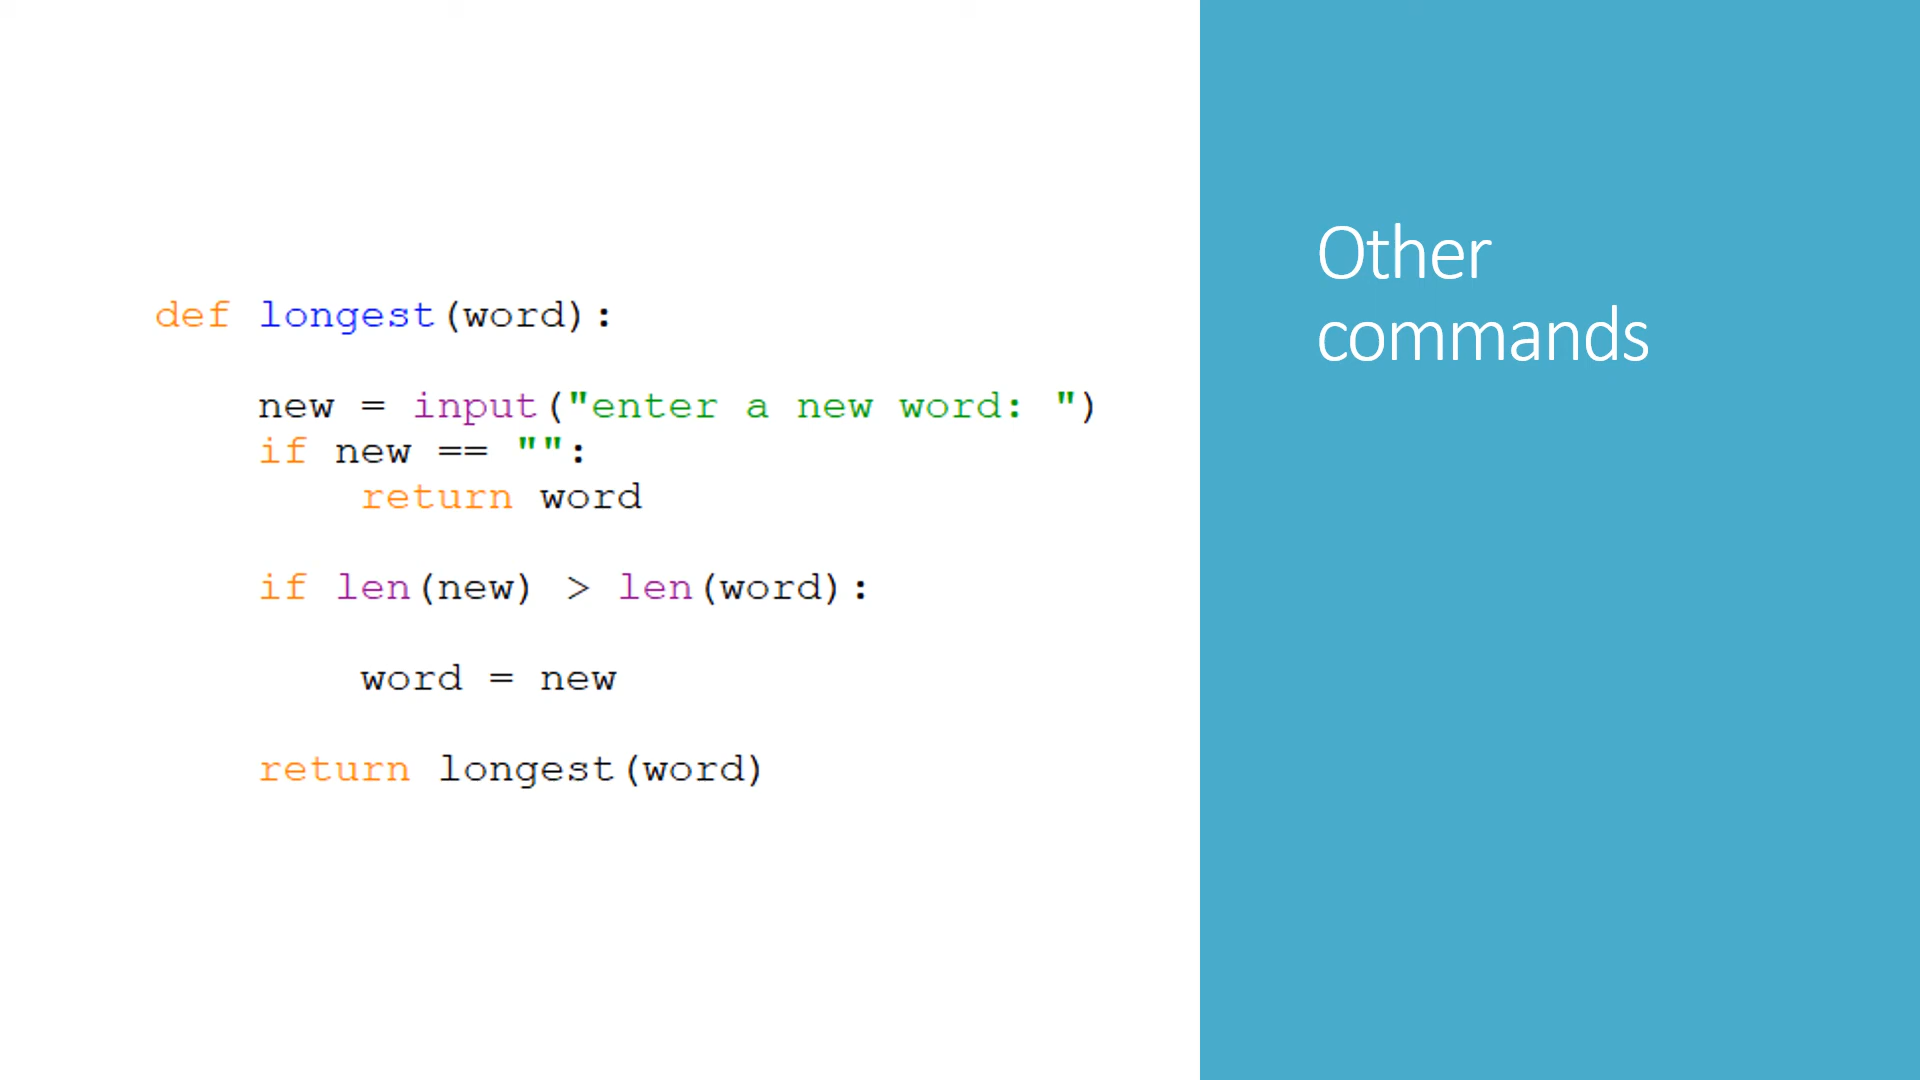 def longest(word):
new = input("enter a new word: ")
if new == "":
return word
if len(new) > len(word):
word = new
return longest(word)
Other
commands